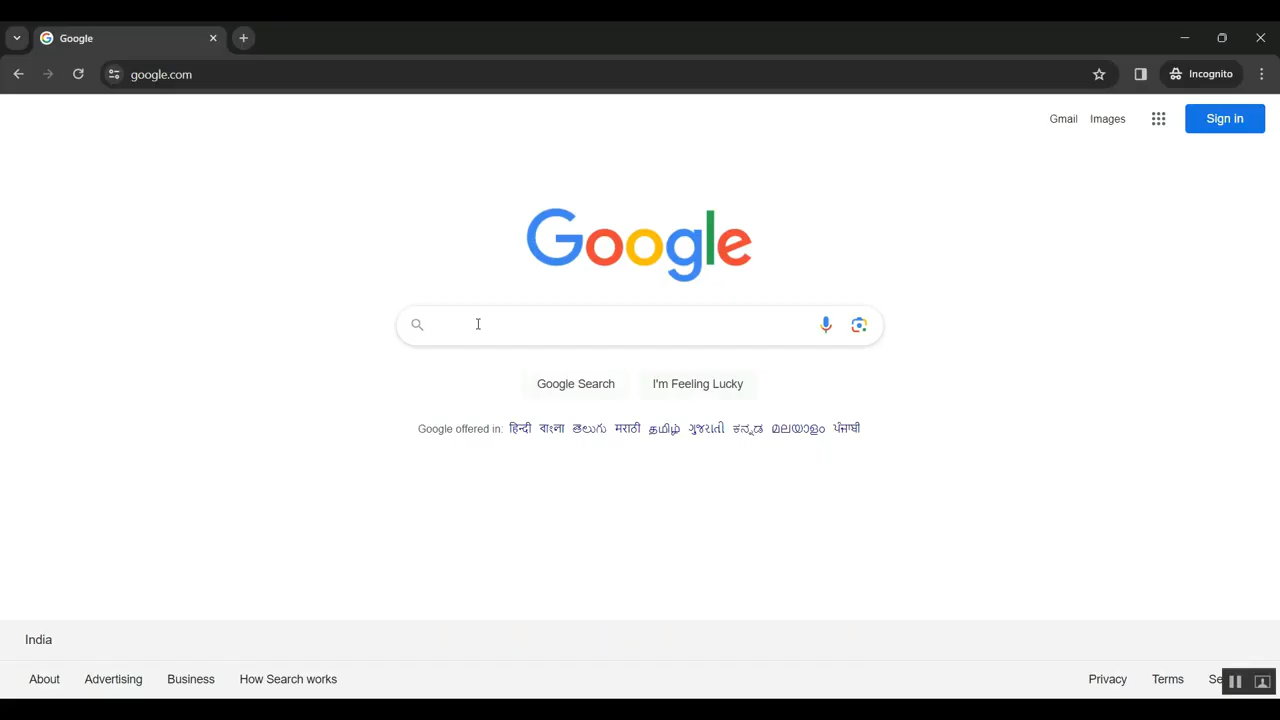 Google
google.com
Incognito
Gmail Images Sign in
Google
Google Search I'm Feeling Lucky
Google offered in: हिन्दी বাংলা తెలుగు मराठी தமிழ் ગુજરાતી ಕನ್ನಡ മലയാളം ਪੰਜਾਬੀ
India
About Advertising Business How Search works Privacy Terms Se